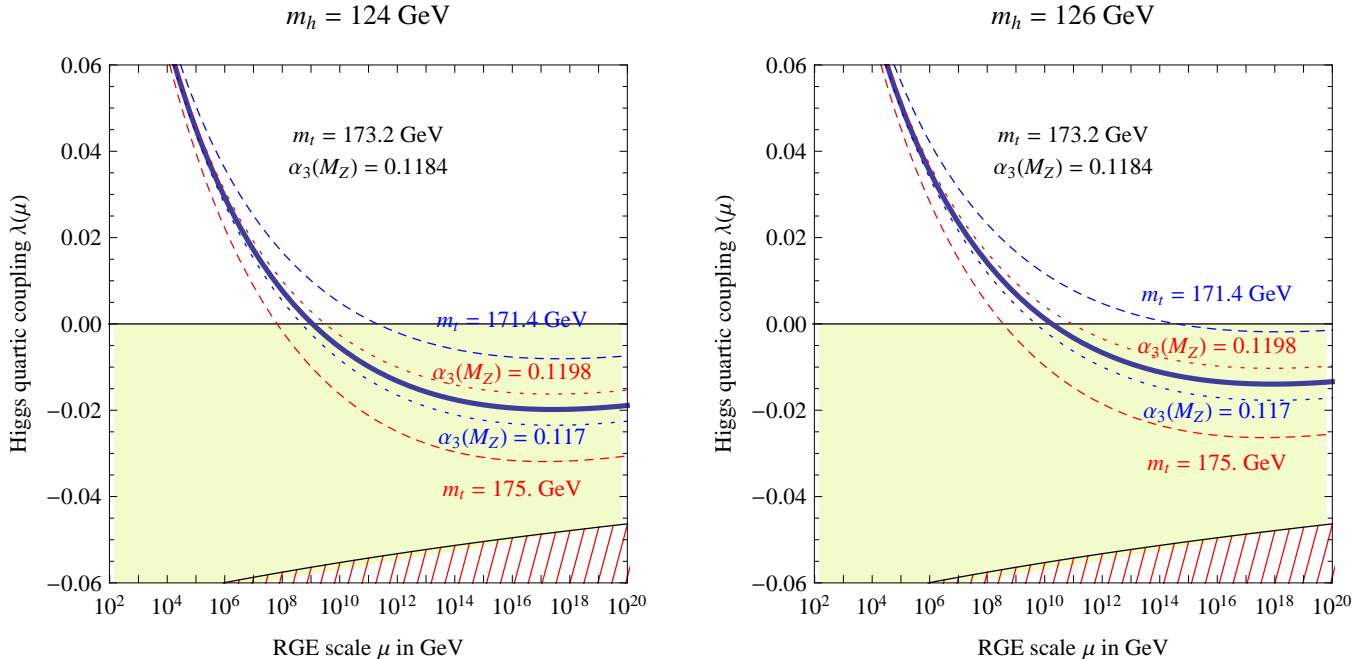 m_h = 124 GeV
0.06
0.04
0.02
0.00
−0.02
−0.04
−0.06
Higgs quartic coupling λ(μ)
m_t = 173.2 GeV
α_3(M_Z) = 0.1184
m_t = 171.4 GeV
α_3(M_Z) = 0.1198
α_3(M_Z) = 0.117
m_t = 175. GeV
10^2 10^4 10^6 10^8 10^10 10^12 10^14 10^16 10^18 10^20
RGE scale μ in GeV
m_h = 126 GeV
0.06
0.04
0.02
0.00
−0.02
−0.04
−0.06
Higgs quartic coupling λ(μ)
m_t = 173.2 GeV
α_3(M_Z) = 0.1184
m_t = 171.4 GeV
α_3(M_Z) = 0.1198
α_3(M_Z) = 0.117
m_t = 175. GeV
10^2 10^4 10^6 10^8 10^10 10^12 10^14 10^16 10^18 10^20
RGE scale μ in GeV